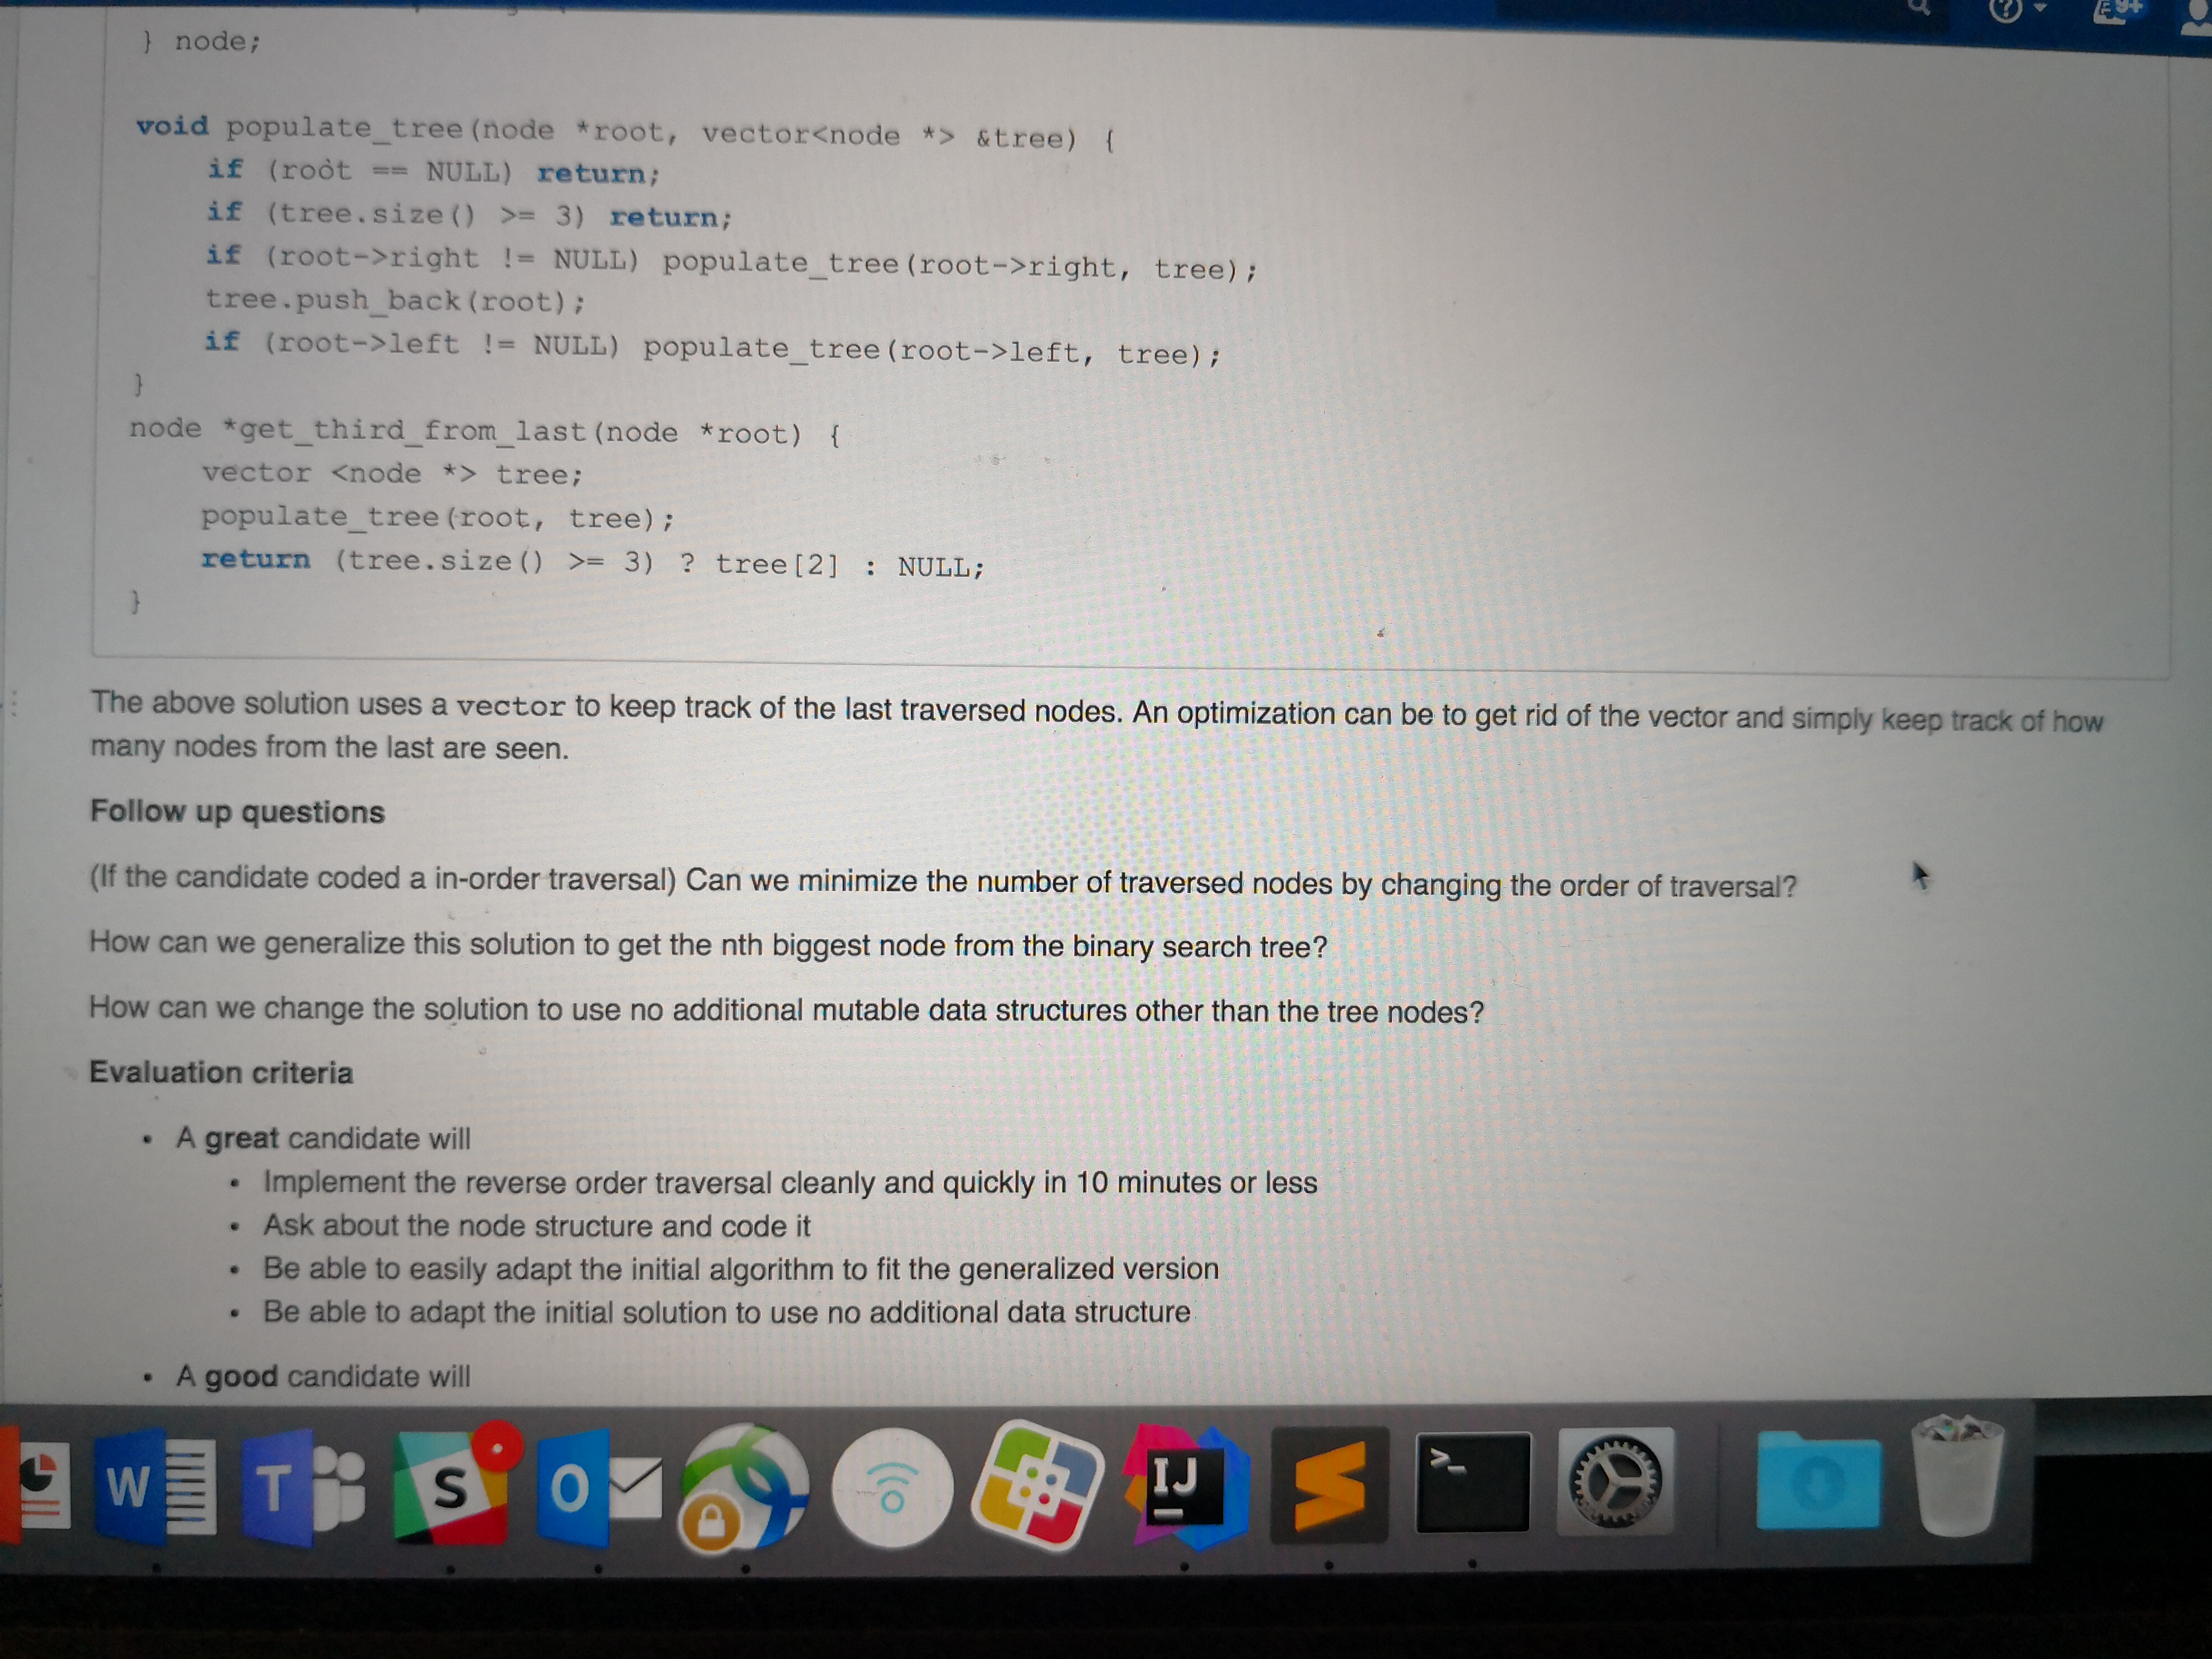 } node;
void populate_tree(node *root, vector<node *> &tree) {
if (root == NULL) return;
if (tree.size() >= 3) return;
if (root->right != NULL) populate_tree(root->right, tree);
tree.push_back(root);
if (root->left != NULL) populate_tree(root->left, tree);
}
node *get_third_from_last(node *root) {
vector <node *> tree;
populate_tree(root, tree);
return (tree.size() >= 3) ? tree[2] : NULL;
}
The above solution uses a vector to keep track of the last traversed nodes. An optimization can be to get rid of the vector and simply keep track of how
many nodes from the last are seen.
Follow up questions
(If the candidate coded a in-order traversal) Can we minimize the number of traversed nodes by changing the order of traversal?
How can we generalize this solution to get the nth biggest node from the binary search tree?
How can we change the solution to use no additional mutable data structures other than the tree nodes?
Evaluation criteria
• A great candidate will
• Implement the reverse order traversal cleanly and quickly in 10 minutes or less
• Ask about the node structure and code it
• Be able to easily adapt the initial algorithm to fit the generalized version
• Be able to adapt the initial solution to use no additional data structure
• A good candidate will
W T S O IJ S >_